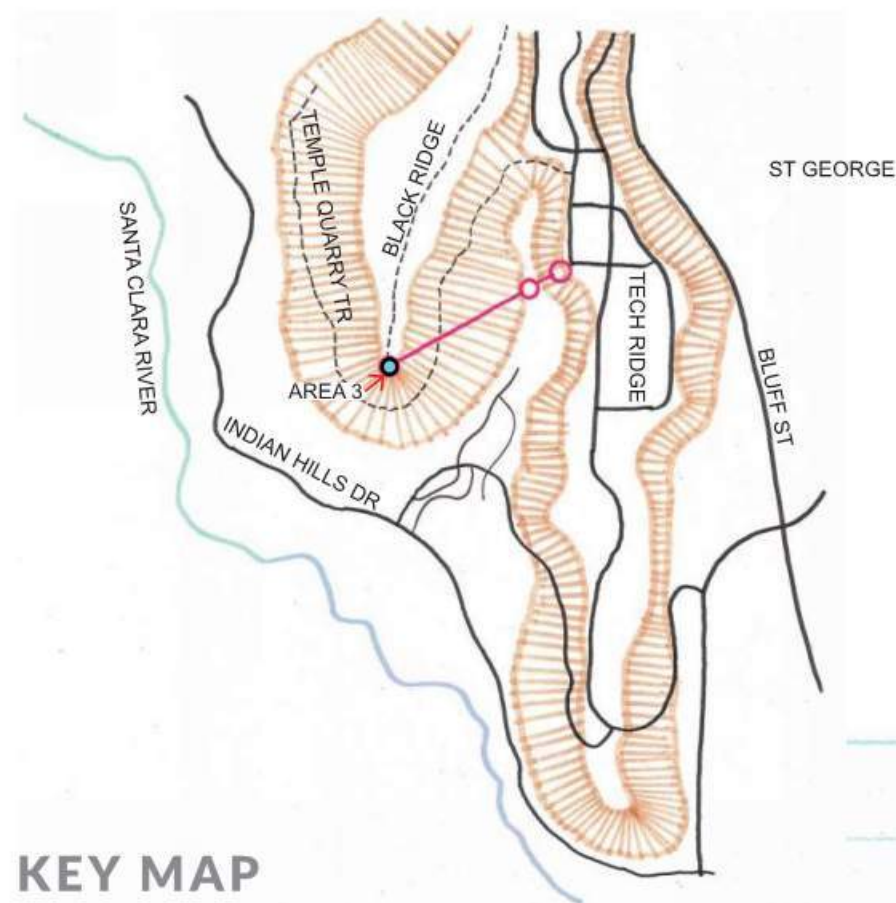 ST GEORGE
TEMPLE QUARRY TR
BLACK RIDGE
SANTA CLARA RIVER
TECH RIDGE
BLUFF ST
AREA 3
INDIAN HILLS DR
KEY MAP